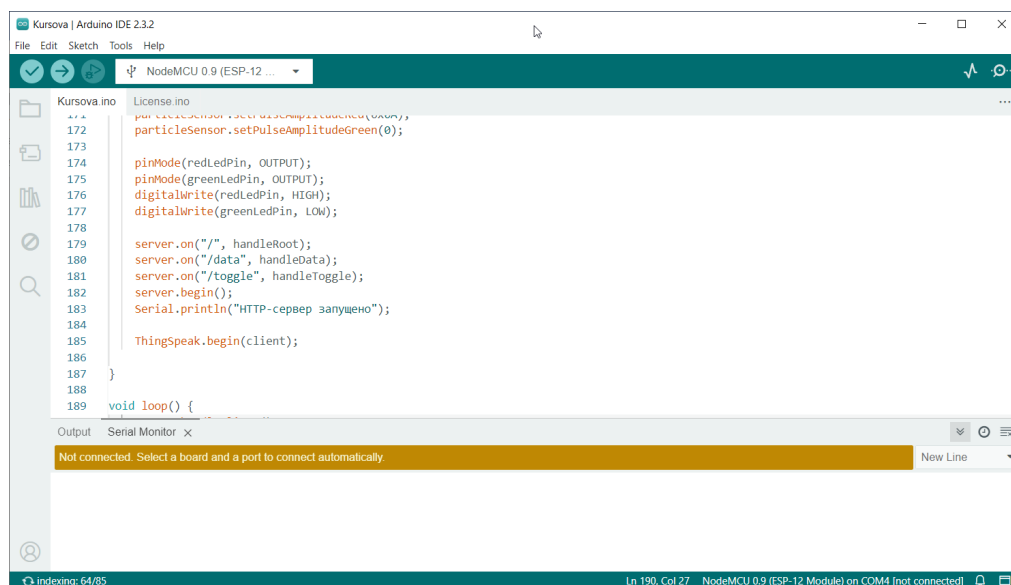 Kursova | Arduino IDE 2.3.2
File Edit Sketch Tools Help
NodeMCU 0.9 (ESP-12 ...
Kursova.ino License.ino
171 particleSensor.setPulseAmplitudeRed(0x0A);
172 particleSensor.setPulseAmplitudeGreen(0);
173
174 pinMode(redLedPin, OUTPUT);
175 pinMode(greenLedPin, OUTPUT);
176 digitalWrite(redLedPin, HIGH);
177 digitalWrite(greenLedPin, LOW);
178
179 server.on("/", handleRoot);
180 server.on("/data", handleData);
181 server.on("/toggle", handleToggle);
182 server.begin();
183 Serial.println("HTTP-сервер запущено");
184
185 ThingSpeak.begin(client);
186
187 }
188
189 void loop() {
Output Serial Monitor
Not connected. Select a board and a port to connect automatically.
New Line
indexing: 64/85
Ln 190, Col 27 NodeMCU 0.9 (ESP-12 Module) on COM4 [not connected]